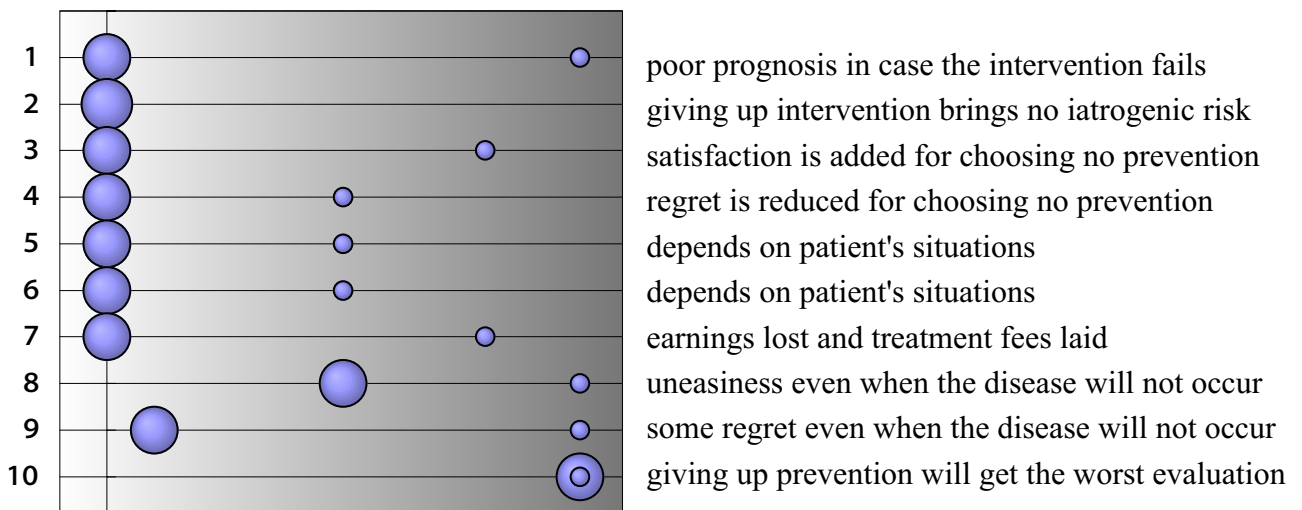 1 poor prognosis in case the intervention fails
2 giving up intervention brings no iatrogenic risk
3 satisfaction is added for choosing no prevention
4 regret is reduced for choosing no prevention
5 depends on patient's situations
6 depends on patient's situations
7 earnings lost and treatment fees laid
8 uneasiness even when the disease will not occur
9 some regret even when the disease will not occur
10 giving up prevention will get the worst evaluation